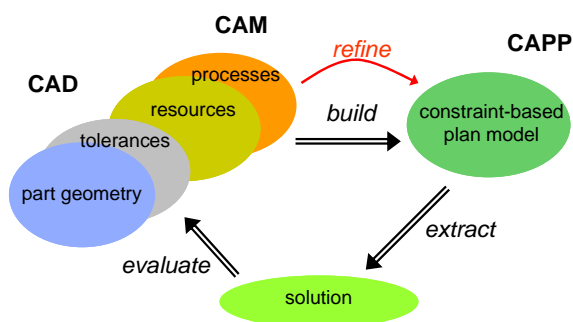 CAM
refine
CAPP
CAD
processes
resources
build
constraint-based
plan model
tolerances
part geometry
extract
evaluate
solution